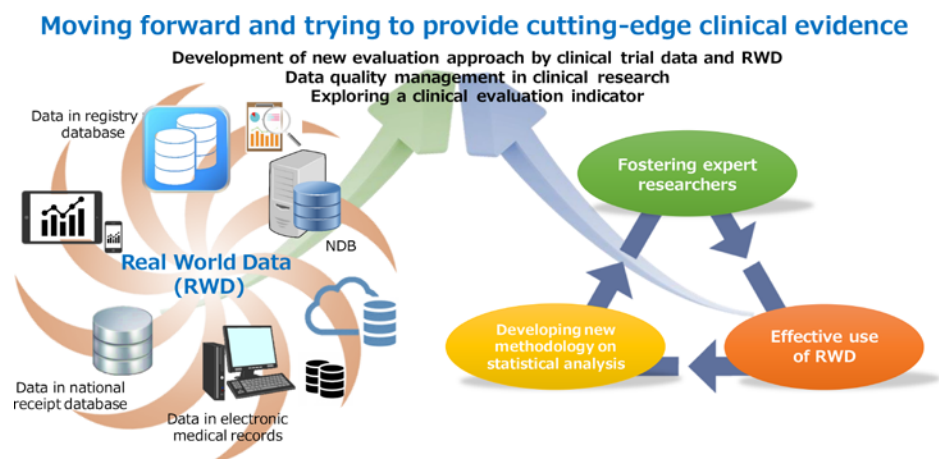 Moving forward and trying to provide cutting-edge clinical evidence
Development of new evaluation approach by clinical trial data and RWD
Data quality management in clinical research
Exploring a clinical evaluation indicator
Data in registry
database
NDB
Real World Data
(RWD)
Data in national
receipt database
Data in electronic
medical records
Fostering expert
researchers
Developing new
methodology on
statistical analysis
Effective use
of RWD